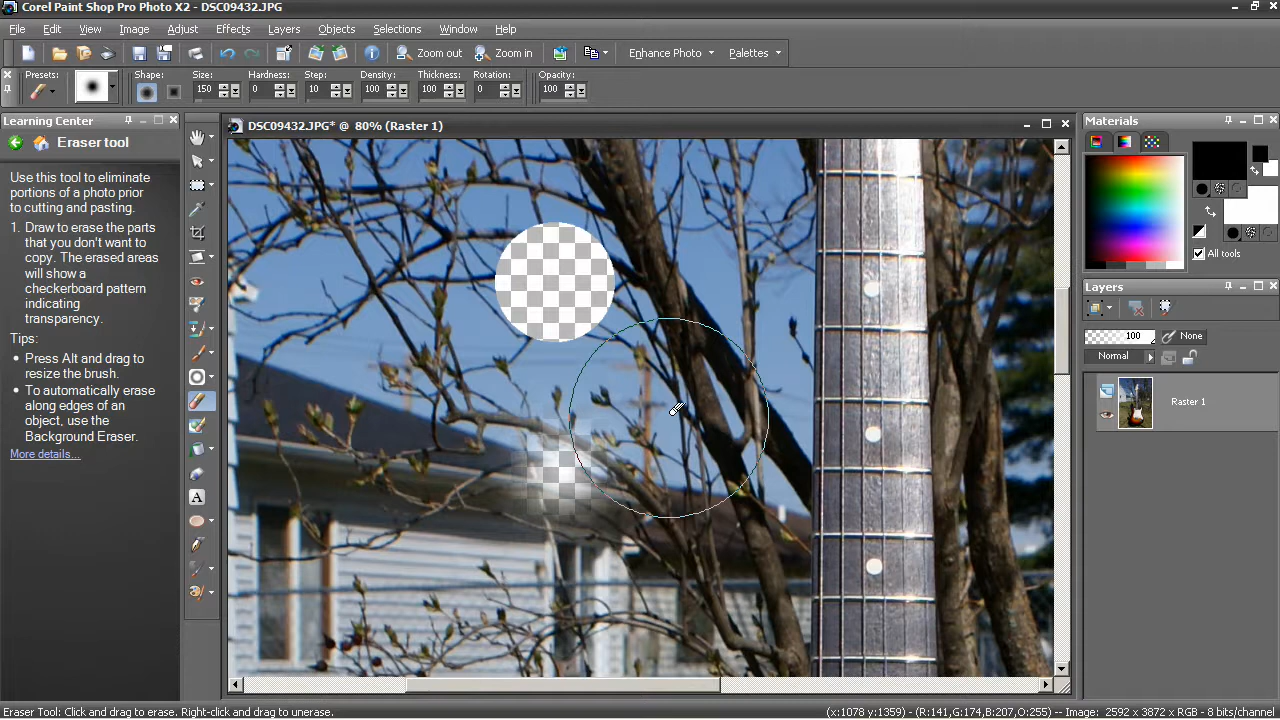 Corel Paint Shop Pro Photo X2 - DSC09432.JPG
File Edit View Image Adjust Effects Layers Objects Selections Window Help
Zoom out Zoom in Enhance Photo Palettes
Presets: Shape: Size: Hardness: Step: Density: Thickness: Rotation: Opacity:
150 0 10 100 100 0 100
Learning Center
Eraser tool
Use this tool to eliminate
portions of a photo prior
to cutting and pasting.
1. Draw to erase the parts
that you don't want to
copy. The erased areas
will show a
checkerboard pattern
indicating
transparency.
Tips:
• Press Alt and drag to
resize the brush.
• To automatically erase
along edges of an
object, use the
Background Eraser.
More details...
A
DSC09432.JPG* @ 80% (Raster 1)
Materials
All tools
Layers
100 None
Normal
Raster 1
Eraser Tool: Click and drag to erase. Right-click and drag to unerase.
(x:1078 y:1359) - (R:141,G:174,B:207,O:255) -- Image: 2592 x 3872 x RGB - 8 bits/channel